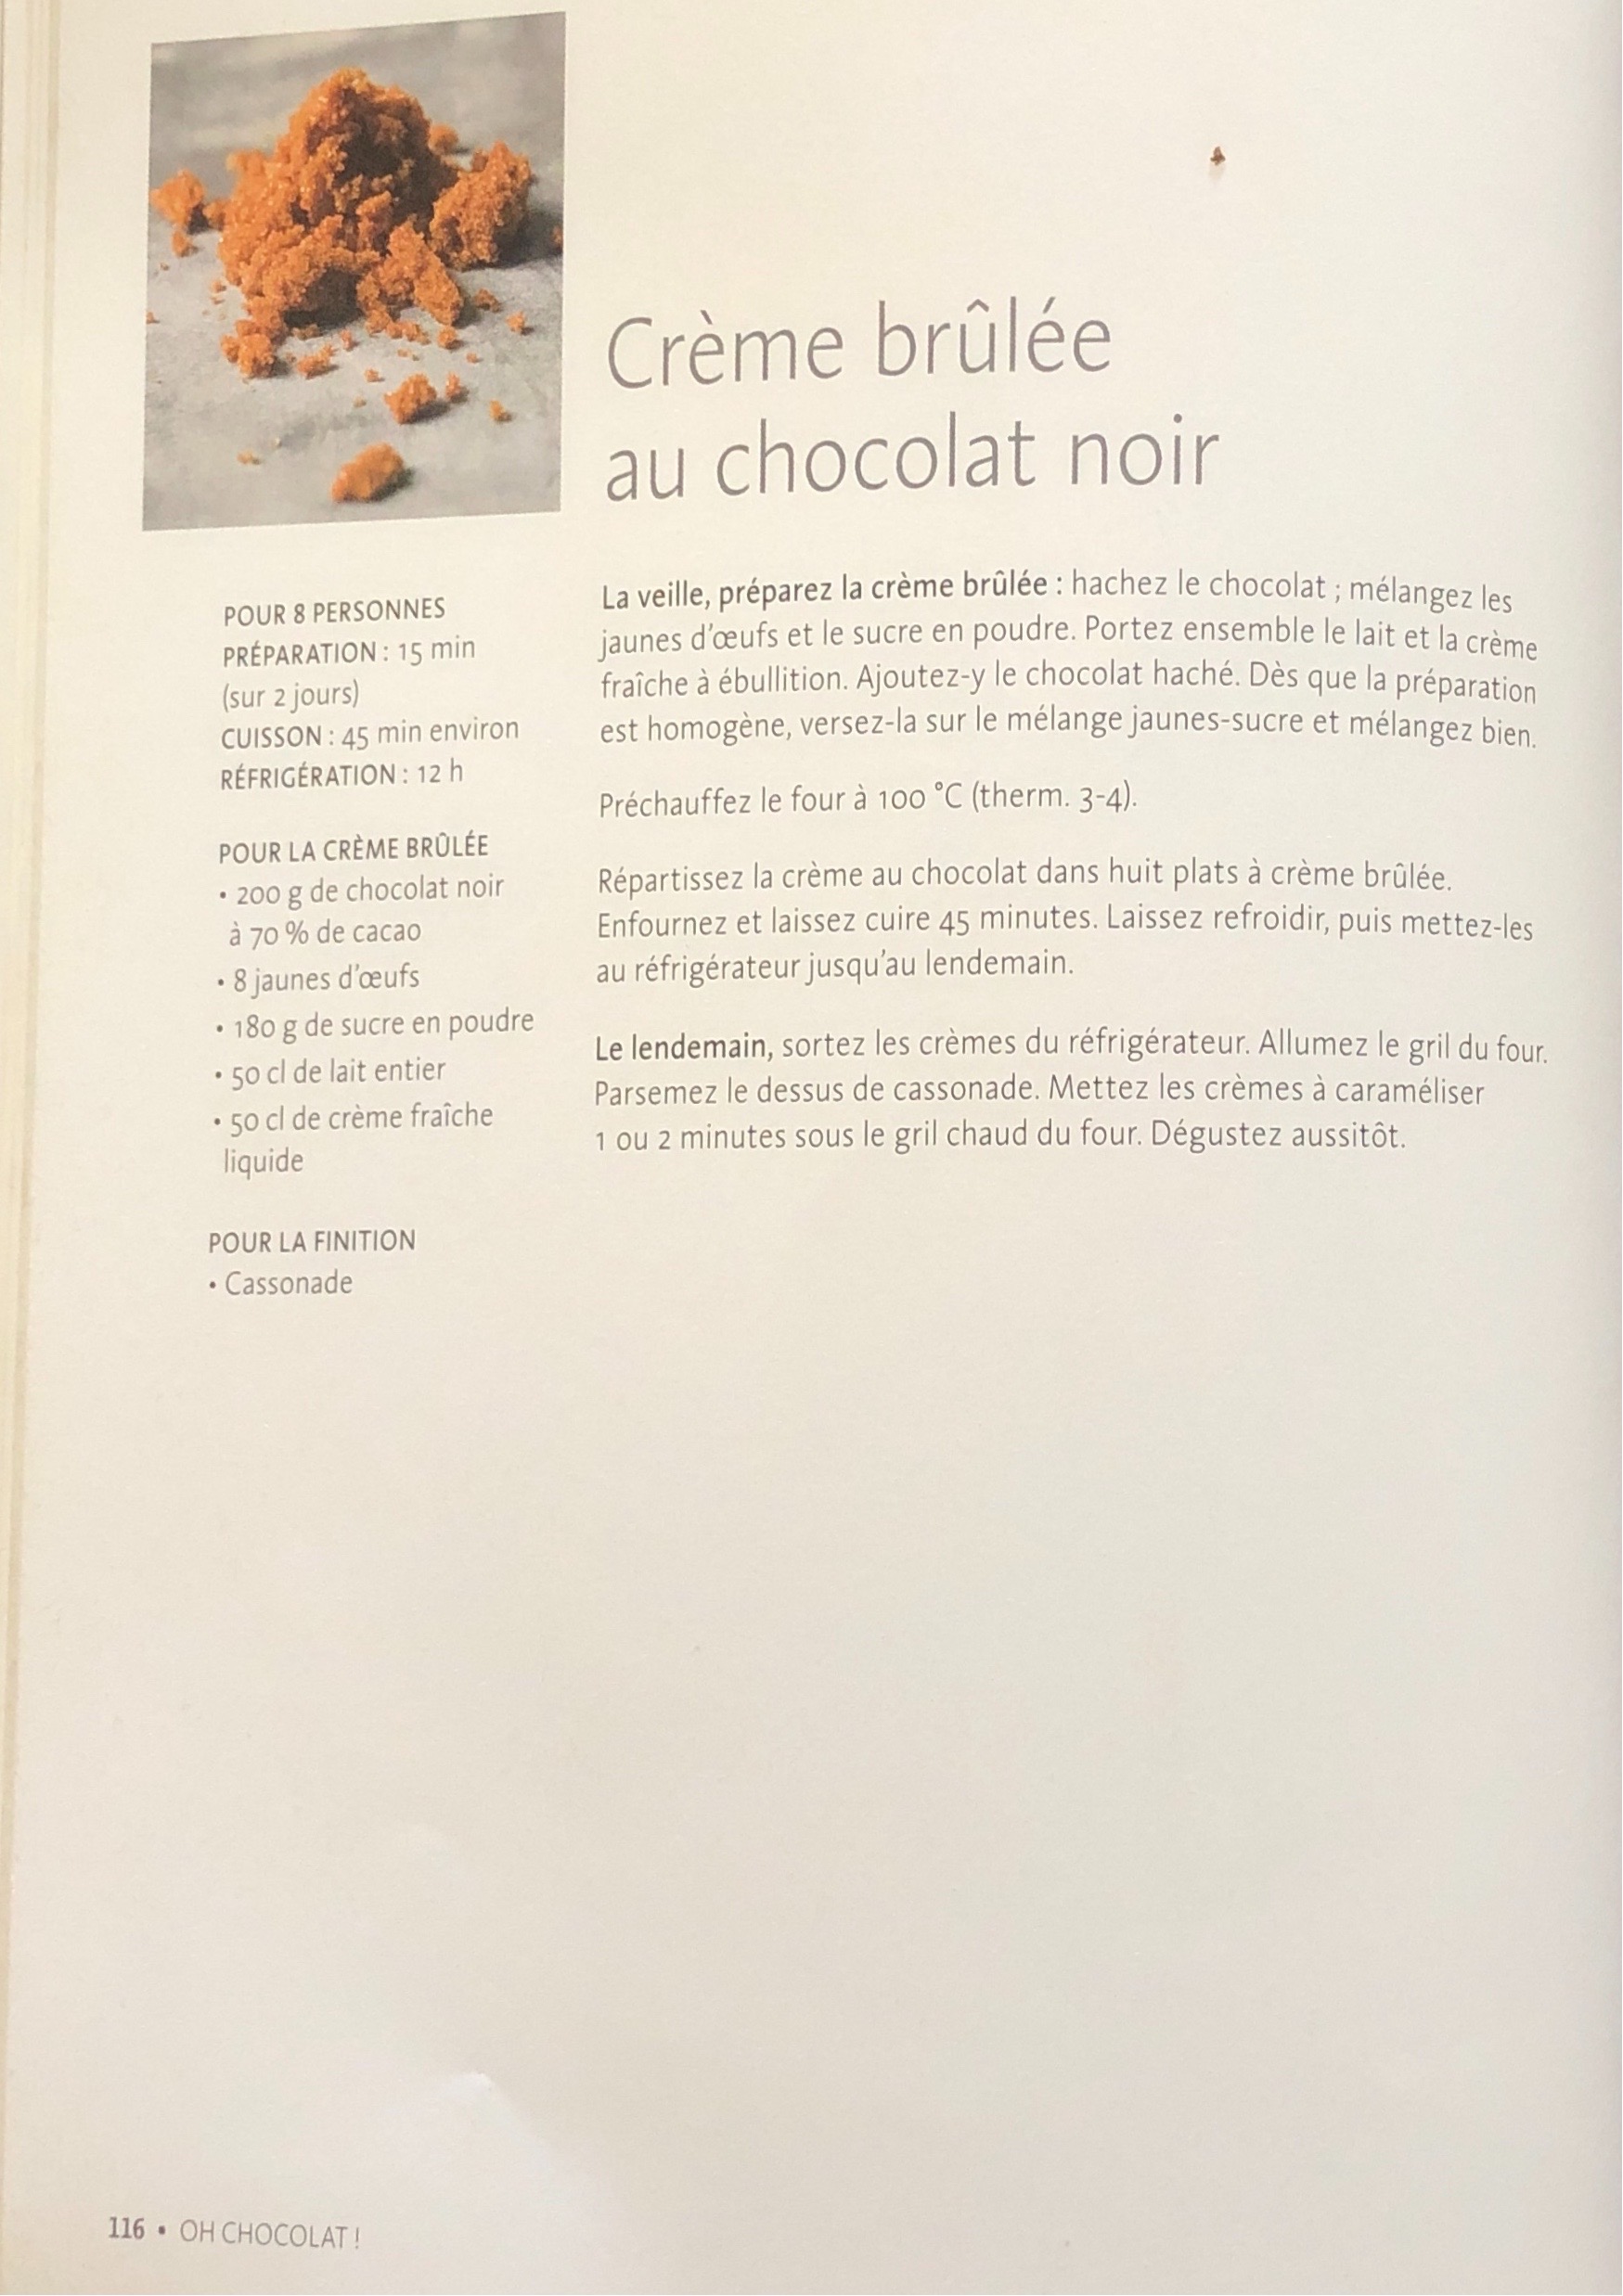 Crème brûlée
au chocolat noir
POUR 8 PERSONNES
PRÉPARATION : 15 min
(sur 2 jours)
CUISSON : 45 min environ
RÉFRIGÉRATION : 12 h
POUR LA CRÈME BRÛLÉE
• 200 g de chocolat noir
à 70 % de cacao
• 8 jaunes d'œufs
• 180 g de sucre en poudre
• 50 cl de lait entier
• 50 cl de crème fraîche
liquide
POUR LA FINITION
• Cassonade
La veille, préparez la crème brûlée : hachez le chocolat ; mélangez les
jaunes d'œufs et le sucre en poudre. Portez ensemble le lait et la crème
fraîche à ébullition. Ajoutez-y le chocolat haché. Dès que la préparation
est homogène, versez-la sur le mélange jaunes-sucre et mélangez bien.
Préchauffez le four à 100 °C (therm. 3-4).
Répartissez la crème au chocolat dans huit plats à crème brûlée.
Enfournez et laissez cuire 45 minutes. Laissez refroidir, puis mettez-les
au réfrigérateur jusqu'au lendemain.
Le lendemain, sortez les crèmes du réfrigérateur. Allumez le gril du four.
Parsemez le dessus de cassonade. Mettez les crèmes à caraméliser
1 ou 2 minutes sous le gril chaud du four. Dégustez aussitôt.
116 • OH CHOCOLAT !